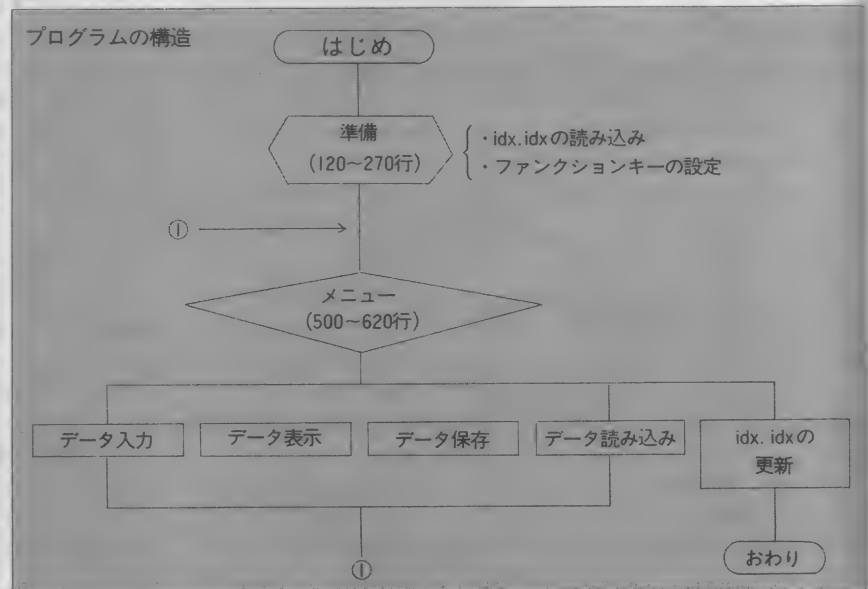 プログラムの構造
はじめ
準備
(120〜270行)
・idx.idxの読み込み
・ファンクションキーの設定
①
メニュー
(500〜620行)
データ入力
データ表示
データ保存
データ読み込み
idx. idxの
更新
①
おわり